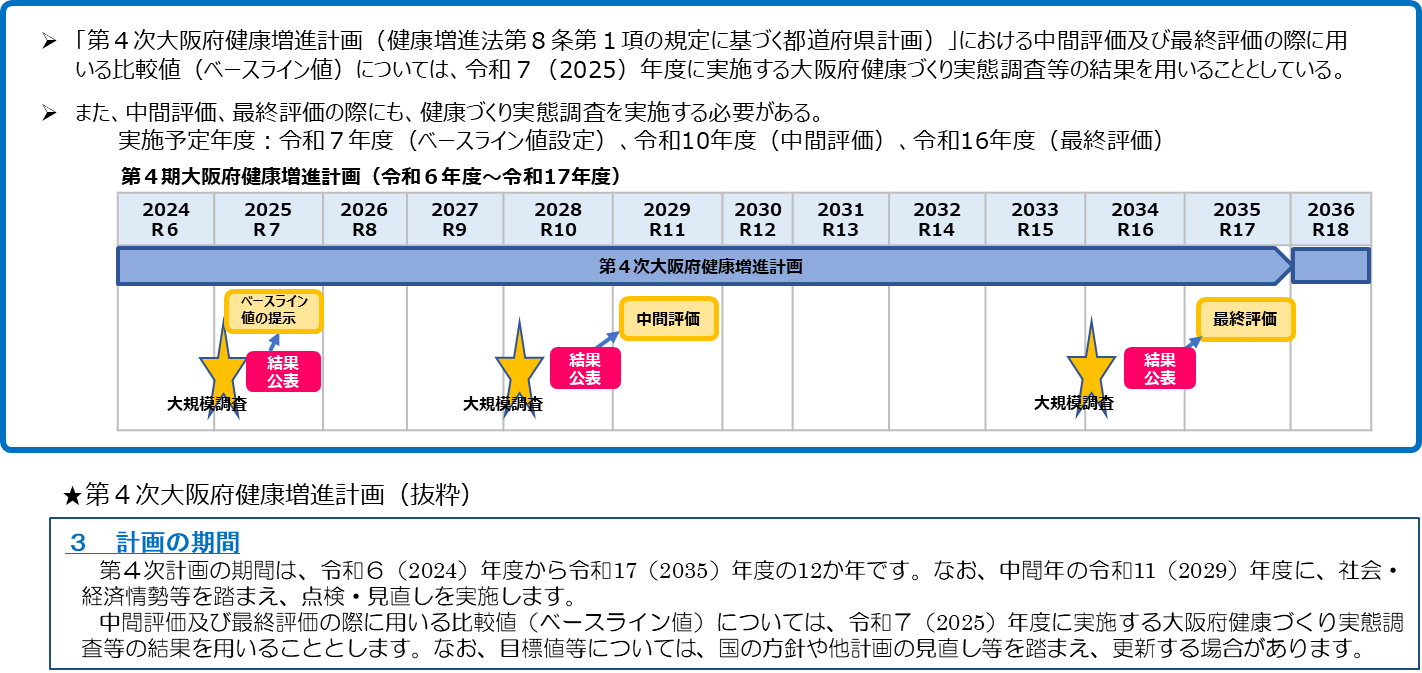 ➢ 「第４次大阪府健康増進計画（健康増進法第８条第１項の規定に基づく都道府県計画）」における中間評価及び最終評価の際に用
いる比較値（ベースライン値）については、令和７（2025）年度に実施する大阪府健康づくり実態調査等の結果を用いることとしている。
➢ また、中間評価、最終評価の際にも、健康づくり実態調査を実施する必要がある。
実施予定年度：令和７年度（ベースライン値設定）、令和10年度（中間評価）、令和16年度（最終評価）
第４期大阪府健康増進計画（令和６年度～令和17年度）
2024 2025 2026 2027 2028 2029 2030 2031 2032 2033 2034 2035 2036
R６ R７ R8 R9 R10 R11 R12 R13 R14 R15 R16 R17 R18
第４次大阪府健康増進計画
ベースライン
値の提示
中間評価
最終評価
結果
公表
結果
公表
結果
公表
大規模調査
大規模調査
大規模調査
★第４次大阪府健康増進計画（抜粋）
３　計画の期間
第４次計画の期間は、令和６（2024）年度から令和17（2035）年度の12か年です。なお、中間年の令和11（2029）年度に、社会・
経済情勢等を踏まえ、点検・見直しを実施します。
中間評価及び最終評価の際に用いる比較値（ベースライン値）については、令和７（2025）年度に実施する大阪府健康づくり実態調
査等の結果を用いることとします。なお、目標値等については、国の方針や他計画の見直し等を踏まえ、更新する場合があります。